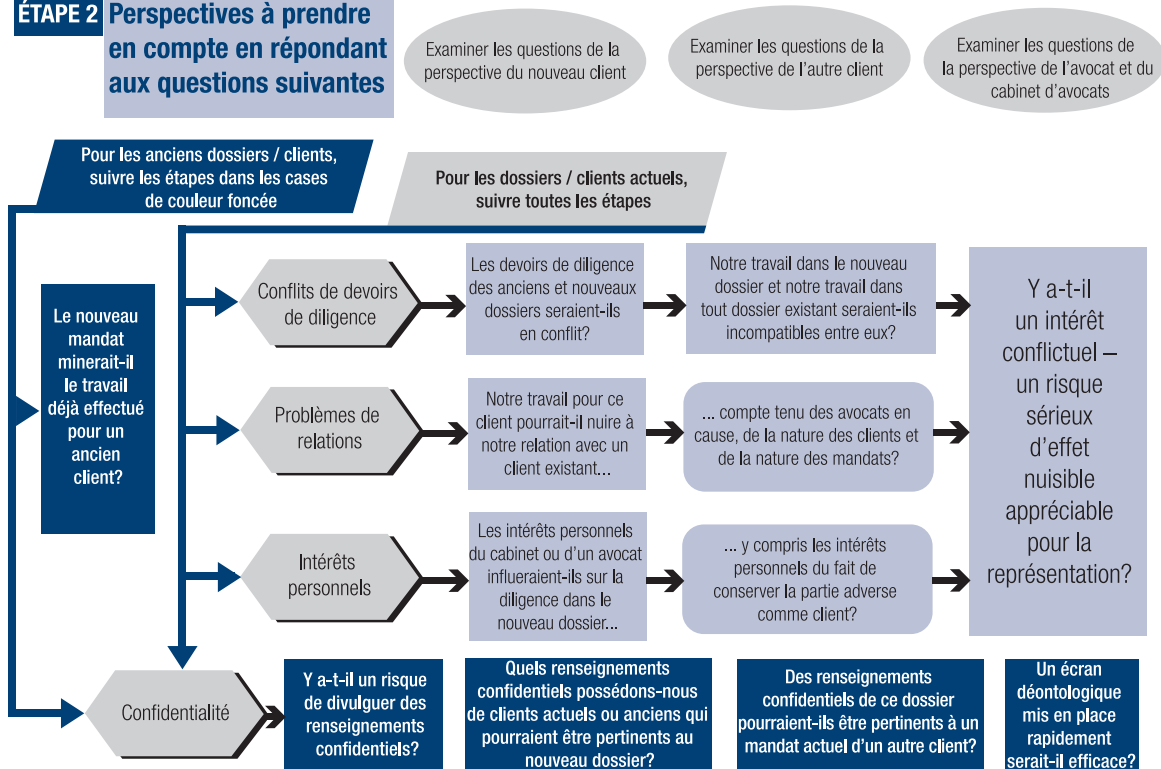 ÉTAPE 2
Perspectives à prendre
en compte en répondant
aux questions suivantes
Examiner les questions de la
perspective du nouveau client
Examiner les questions de la
perspective de l'autre client
Examiner les questions de
la perspective de l'avocat et du
cabinet d'avocats
Pour les anciens dossiers / clients,
suivre les étapes dans les cases
de couleur foncée
Pour les dossiers / clients actuels,
suivre toutes les étapes
Le nouveau
mandat
minerait-il
le travail
déjà effectué
pour un
ancien
client?
Conflits de devoirs
de diligence
Les devoirs de diligence
des anciens et nouveaux
dossiers seraient-ils
en conflit?
Notre travail dans le nouveau
dossier et notre travail dans
tout dossier existant seraient-ils
incompatibles entre eux?
Problèmes de
relations
Notre travail pour ce
client pourrait-il nuire à
notre relation avec un
client existant...
... compte tenu des avocats en
cause, de la nature des clients et
de la nature des mandats?
Intérêts
personnels
Les intérêts personnels
du cabinet ou d'un avocat
influeraient-ils sur la
diligence dans le
nouveau dossier...
... y compris les intérêts
personnels du fait de
conserver la partie adverse
comme client?
Y a-t-il
un intérêt
conflictuel –
un risque
sérieux
d'effet
nuisible
appréciable
pour la
représentation?
Confidentialité
Y a-t-il un risque
de divulguer des
renseignements
confidentiels?
Quels renseignements
confidentiels possédons-nous
de clients actuels ou anciens qui
pourraient être pertinents au
nouveau dossier?
Des renseignements
confidentiels de ce dossier
pourraient-ils être pertinents à un
mandat actuel d'un autre client?
Un écran
déontologique
mis en place
rapidement
serait-il efficace?